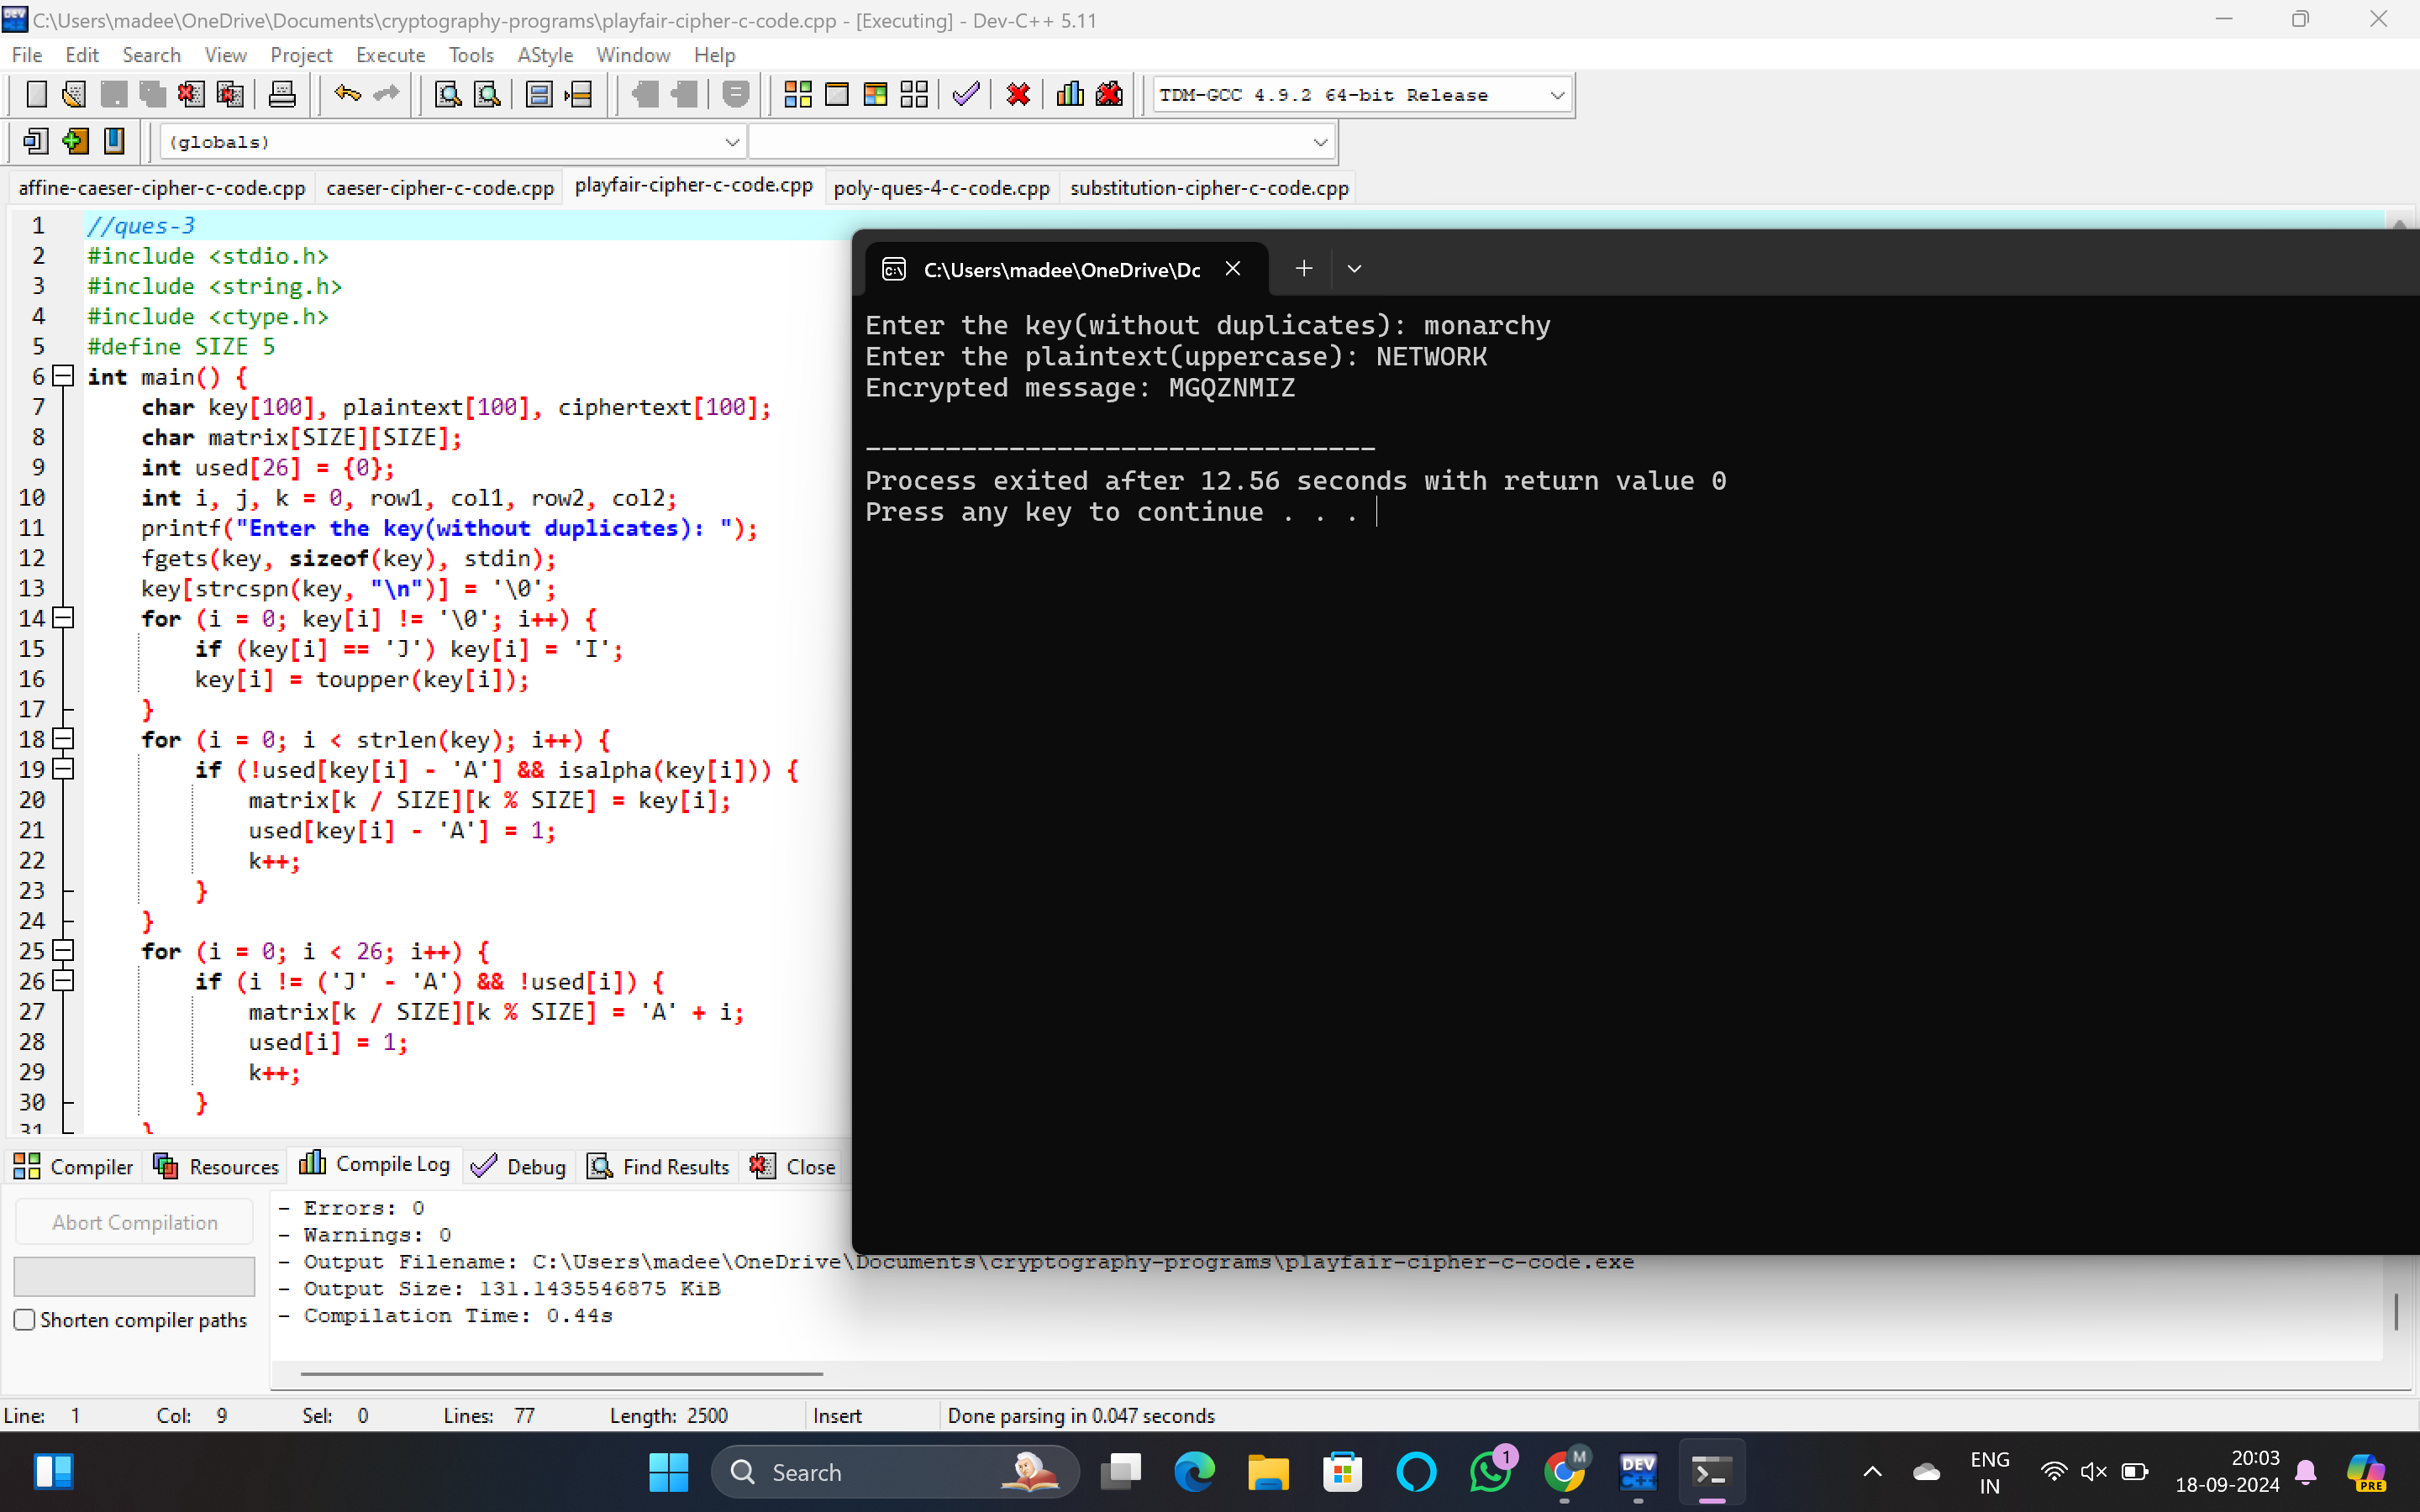 C:\Users\madee\OneDrive\Documents\cryptography-programs\playfair-cipher-c-code.cpp - [Executing] - Dev-C++ 5.11
File Edit Search View Project Execute Tools AStyle Window Help
TDM-GCC 4.9.2 64-bit Release
(globals)
affine-caeser-cipher-c-code.cpp caeser-cipher-c-code.cpp playfair-cipher-c-code.cpp poly-ques-4-c-code.cpp substitution-cipher-c-code.cpp
1 //ques-3
2 #include <stdio.h>
3 #include <string.h>
4 #include <ctype.h>
5 #define SIZE 5
6 int main() {
7 char key[100], plaintext[100], ciphertext[100];
8 char matrix[SIZE][SIZE];
9 int used[26] = {0};
10 int i, j, k = 0, row1, col1, row2, col2;
11 printf("Enter the key(without duplicates): ");
12 fgets(key, sizeof(key), stdin);
13 key[strcspn(key, "\n")] = '\0';
14 for (i = 0; key[i] != '\0'; i++) {
15 if (key[i] == 'J') key[i] = 'I';
16 key[i] = toupper(key[i]);
17 }
18 for (i = 0; i < strlen(key); i++) {
19 if (!used[key[i] - 'A'] && isalpha(key[i])) {
20 matrix[k / SIZE][k % SIZE] = key[i];
21 used[key[i] - 'A'] = 1;
22 k++;
23 }
24 }
25 for (i = 0; i < 26; i++) {
26 if (i != ('J' - 'A') && !used[i]) {
27 matrix[k / SIZE][k % SIZE] = 'A' + i;
28 used[i] = 1;
29 k++;
30 }
31 }
C:\Users\madee\OneDrive\Dc
Enter the key(without duplicates): monarchy
Enter the plaintext(uppercase): NETWORK
Encrypted message: MGQZNMIZ
--------------------------------
Process exited after 12.56 seconds with return value 0
Press any key to continue . . .
Compiler Resources Compile Log Debug Find Results Close
Abort Compilation
Shorten compiler paths
- Errors: 0
- Warnings: 0
- Output Filename: C:\Users\madee\OneDrive\Documents\cryptography-programs\playfair-cipher-c-code.exe
- Output Size: 131.1435546875 KiB
- Compilation Time: 0.44s
Line: 1 Col: 9 Sel: 0 Lines: 77 Length: 2500 Insert Done parsing in 0.047 seconds
Search
1
M
DEV C++
ENG
IN
20:03
18-09-2024
PRE